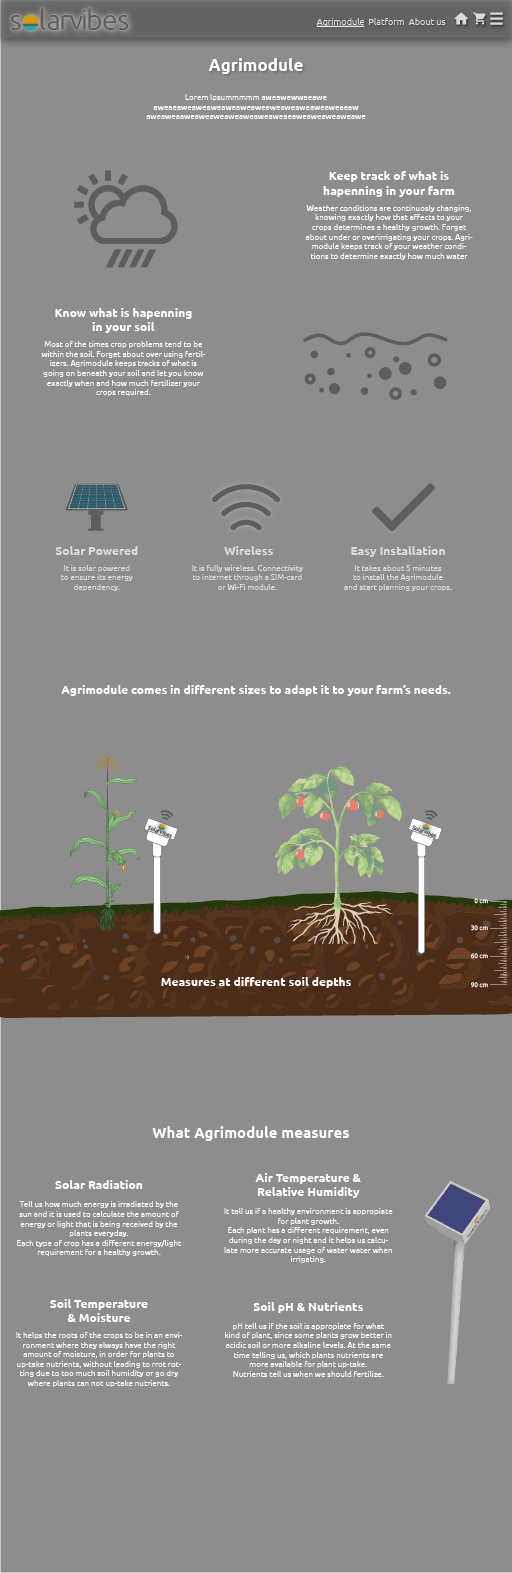 solarvibes
Agrimodule Platform About us
Agrimodule
Lorem Ipsummmmm aweawewwaeawe
aweaeaweaweaweaweaweaweaweaweaweaweaeaw
aweaweaaweaweaweaweaweaweaweaeaweaweaweaweawe
Keep track of what is
hapenning in your farm
Weather conditions are continuosly changing,
knowing exactly how that affects to your
crops determines a healthy growth. Forget
about under or overirrigating your crops. Agri-
module keeps track of your weather condi-
tions to determine exactly how much water
Know what is hapenning
in your soil
Most of the times crop problems tend to be
within the soil. Forget about over using fertil-
izers. Agrimodule keeps tracks of what is
going on beneath your soil and let you know
exactly when and how much fertilizer your
crops required.
Solar Powered
It is solar powered
to ensure its energy
dependency.
Wireless
It is fully wireless. Connectivity
to internet through a SIM-card
or Wi-Fi module.
Easy Installation
It takes about 5 minutes
to install the Agrimodule
and start planning your crops.
Agrimodule comes in different sizes to adapt it to your farm's needs.
SolarVibes
SolarVibes
0 cm
30 cm
60 cm
90 cm
Measures at different soil depths
What Agrimodule measures
Solar Radiation
Tell us how much energy is irradiated by the
sun and it is used to calculate the amount of
energy or light that is being received by the
plants everyday.
Each type of crop has a different energy/light
requirement for a healthy growth.
Air Temperature &
Relative Humidity
It tell us if a healthy environment is appropiate
for plant growth.
Each plant has a different requirement, even
during the day or night and it helps us calcu-
late more accurate usage of water water when
irrigating.
Soil Temperature
& Moisture
It helps the roots of the crops to be in an envi-
ronment where they always have the right
amount of moisture, in order for plants to
up-take nutrients, without leading to rrot rot-
ting due to too much soil humidity or go dry
where plants can not up-take nutrients.
Soil pH & Nutrients
pH tell us if the soil is appropiate for what
kind of plant, since some plants grow better in
acidic soil or more alkaline levels. At the same
time telling us, which plants nutrients are
more available for plant up-take.
Nutrients tell us when we should fertilize.